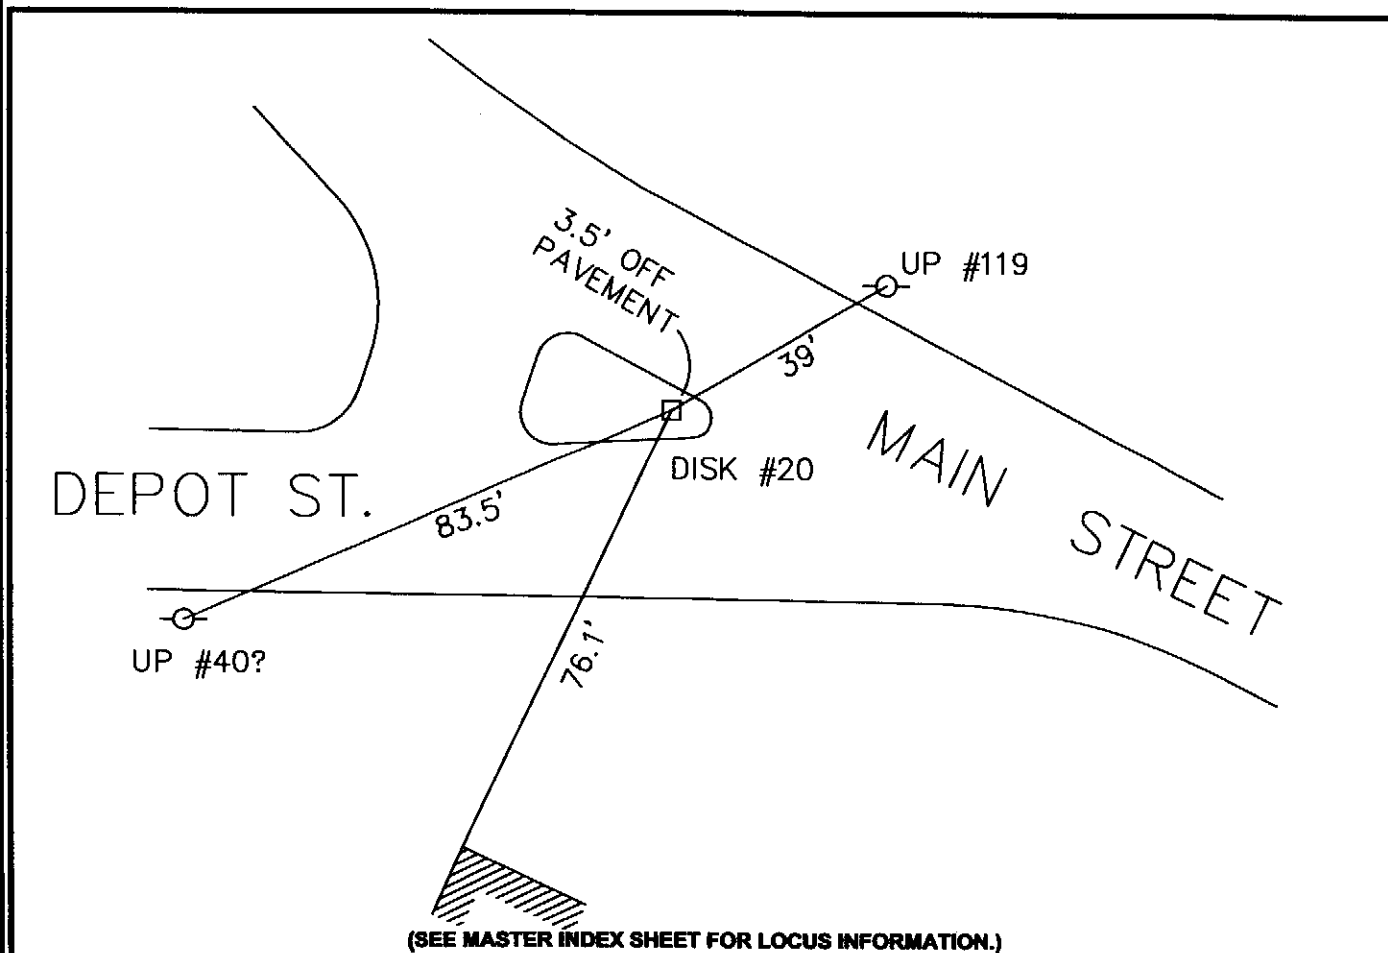 3.5' OFF
PAVEMENT
UP #119
39'
MAIN STREET
DISK #20
DEPOT ST.
83.5'
UP #40?
76.1'
(SEE MASTER INDEX SHEET FOR LOCUS INFORMATION.)